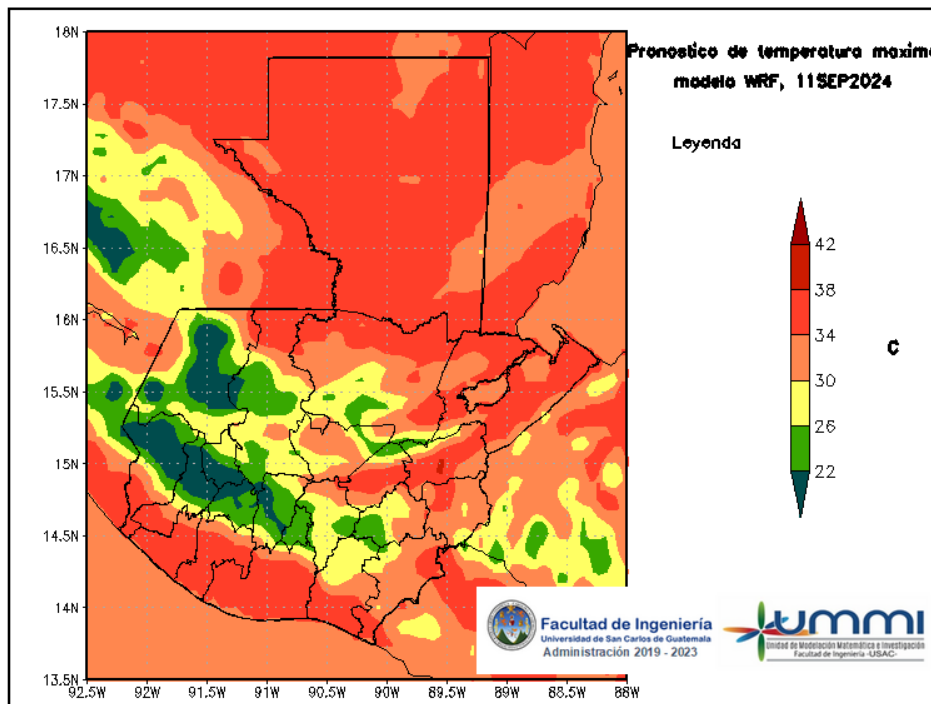 Pronostico de temperatura maxima
modelo WRF, 11SEP2024
Leyenda
42
38
34
30
26
22
C
18N
17.5N
17N
16.5N
16N
15.5N
15N
14.5N
14N
13.5N
92.5W 92W 91.5W 91W 90.5W 90W 89.5W 89W 88.5W 88W
Facultad de Ingeniería
Universidad de San Carlos de Guatemala
Administración 2019 - 2023
ummi
Unidad de Modelación Matemática e Investigación
Facultad de Ingeniería -USAC-